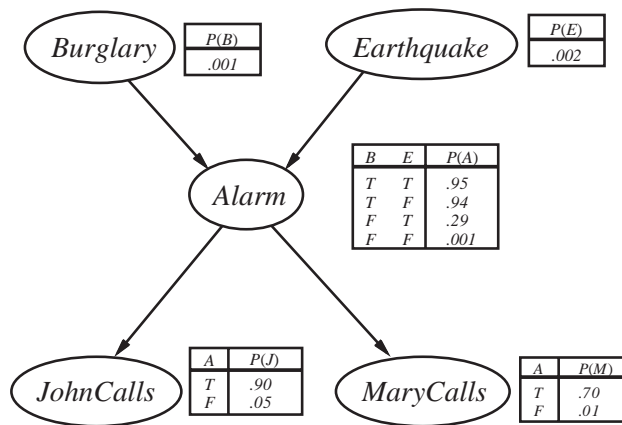 Burglary
P(B)
.001
Earthquake
P(E)
.002
Alarm
B E P(A)
T T .95
T F .94
F T .29
F F .001
JohnCalls
A P(J)
T .90
F .05
MaryCalls
A P(M)
T .70
F .01